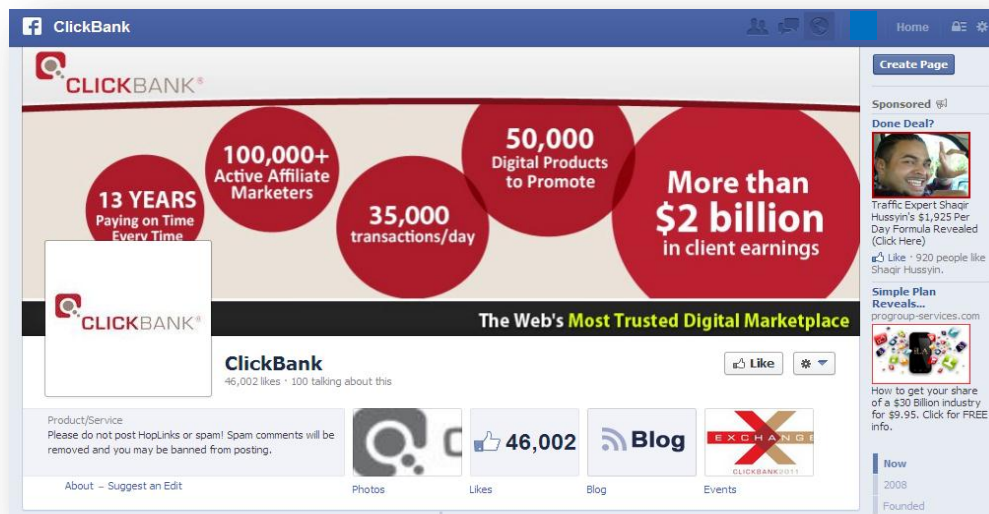 ClickBank
Home
CLICKBANK®
13 YEARS
Paying on Time
Every Time
100,000+
Active Affiliate
Marketers
35,000
transactions/day
50,000
Digital Products
to Promote
More than
$2 billion
in client earnings
CLICKBANK®
The Web's Most Trusted Digital Marketplace
ClickBank
46,002 likes · 100 talking about this
Like
Product/Service
Please do not post HopLinks or spam! Spam comments will be
removed and you may be banned from posting.
About – Suggest an Edit
Photos
46,002
Likes
Blog
Blog
EXCHANGE
CLICKBANK2011
Events
Create Page
Sponsored
Done Deal?
Traffic Expert Shaqir
Hussyin's $1,925 Per
Day Formula Revealed
(Click Here)
Like · 920 people like
Shaqir Hussyin.
Simple Plan
Reveals...
progroup-services.com
How to get your share
of a $30 Billion industry
for $9.95. Click for FREE
info.
Now
2008
Founded